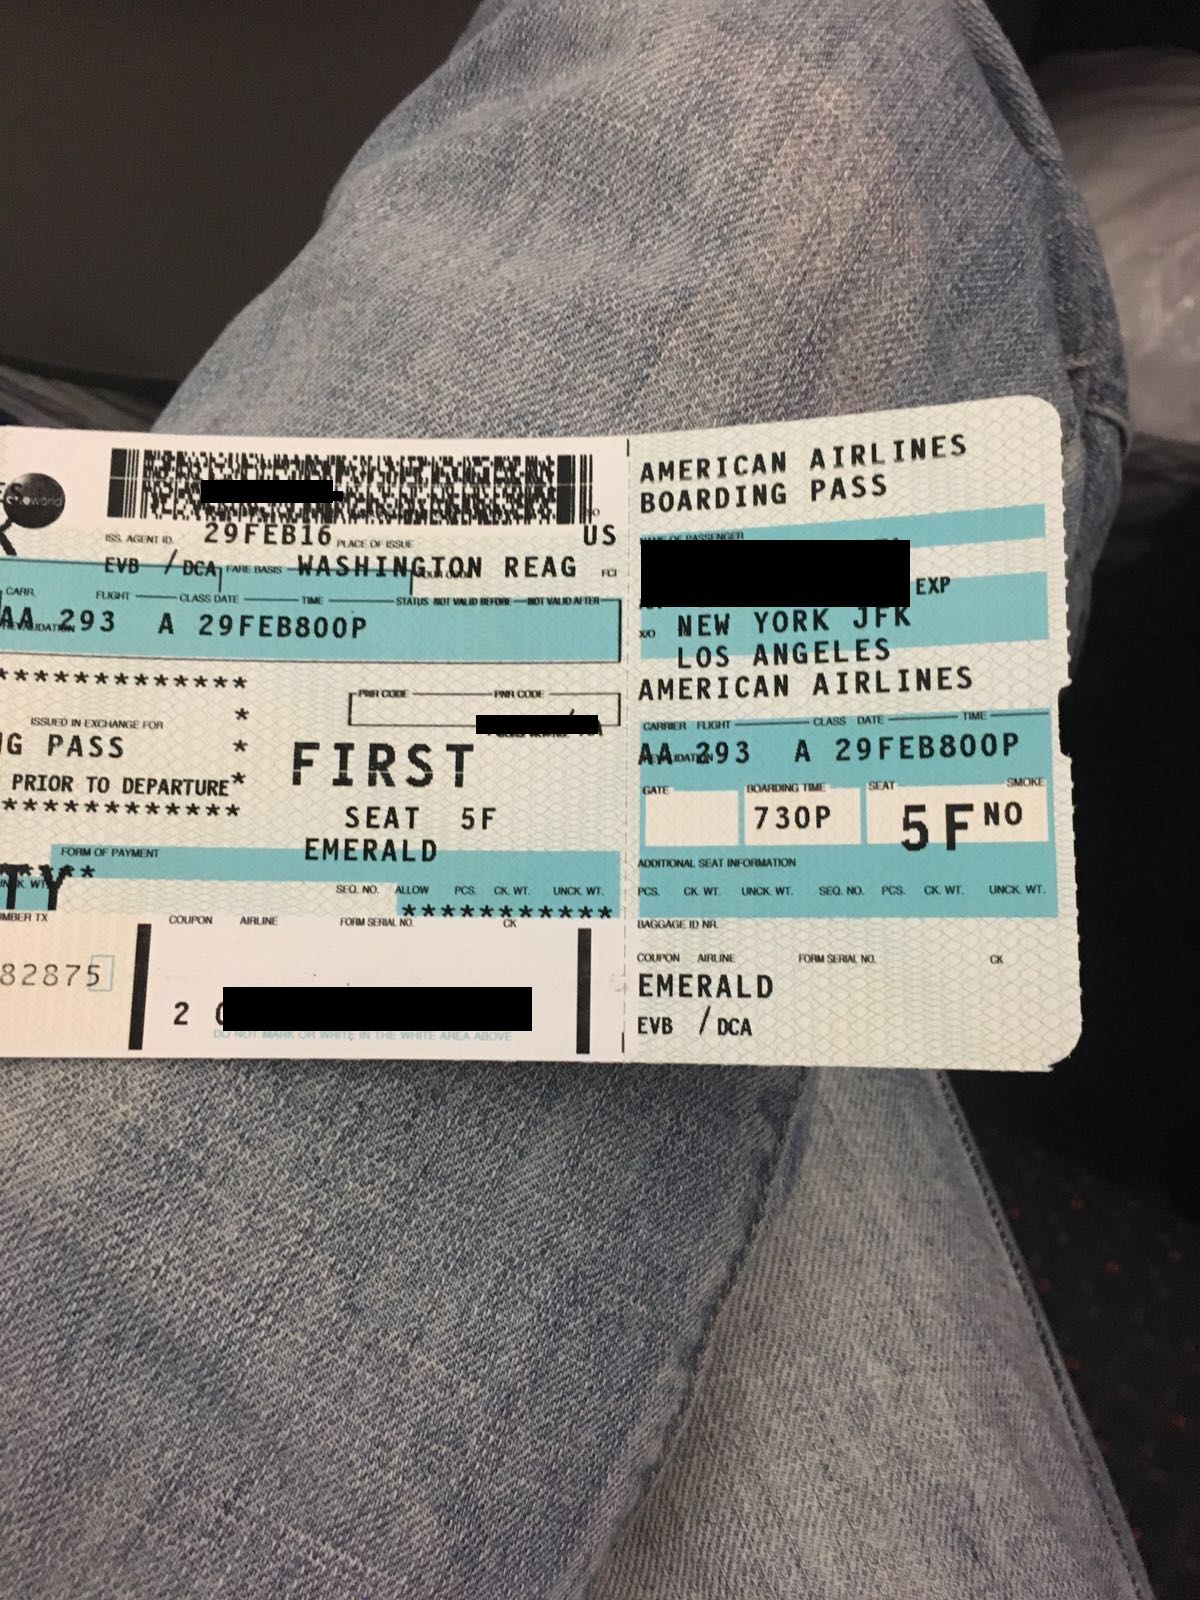 ISS. AGENT ID. 29FEB16 PLACE OF ISSUE US
EVB / DCA FARE BASIS WASHINGTON REAG FCI
CARR. FLIGHT CLASS DATE TIME STATUS NOT VALID BEFORE NOT VALID AFTER
AA 293 A 29FEB800P
*************
ISSUED IN EXCHANGE FOR *
G PASS *
PRIOR TO DEPARTURE*
************
PNR CODE PNR CODE
FIRST
SEAT 5F
EMERALD
FORM OF PAYMENT
TY
SEQ. NO. ALLOW PCS. CK. WT. UNCK. WT.
***********
MBER TX COUPON AIRLINE FORM SERIAL NO. CK
82875
2
DO NOT MARK OR WRITE IN THE WHITE AREA ABOVE
AMERICAN AIRLINES
BOARDING PASS
NAME OF PASSENGER
EXP
X/O NEW YORK JFK
LOS ANGELES
AMERICAN AIRLINES
CARRIER FLIGHT CLASS DATE TIME
AA 293 A 29FEB800P
GATE BOARDING TIME SEAT SMOKE
730P 5F NO
ADDITIONAL SEAT INFORMATION
PCS. CK. WT. UNCK. WT. SEQ. NO. PCS. CK. WT. UNCK. WT.
BAGGAGE ID NR.
COUPON AIRLINE FORM SERIAL NO. CK
EMERALD
EVB / DCA